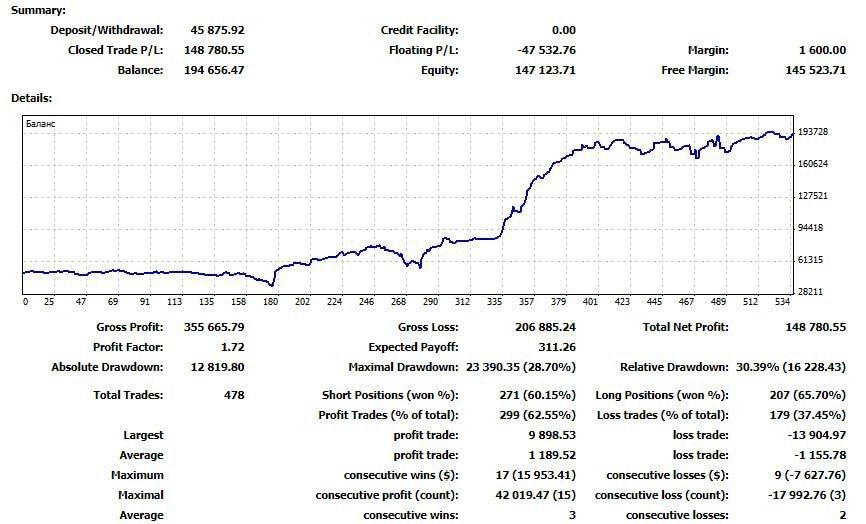 Summary:
Deposit/Withdrawal: 45 875.92 Credit Facility: 0.00
Closed Trade P/L: 148 780.55 Floating P/L: -47 532.76 Margin: 1 600.00
Balance: 194 656.47 Equity: 147 123.71 Free Margin: 145 523.71
Details:
Баланс
193728
160624
127521
94418
61315
28211
0 25 47 69 91 113 135 158 180 202 224 246 268 290 312 335 357 379 401 423 445 467 489 512 534
Gross Profit: 355 665.79 Gross Loss: 206 885.24 Total Net Profit: 148 780.55
Profit Factor: 1.72 Expected Payoff: 311.26
Absolute Drawdown: 12 819.80 Maximal Drawdown: 23 390.35 (28.70%) Relative Drawdown: 30.39% (16 228.43)
Total Trades: 478 Short Positions (won %): 271 (60.15%) Long Positions (won %): 207 (65.70%)
Profit Trades (% of total): 299 (62.55%) Loss trades (% of total): 179 (37.45%)
Largest profit trade: 9 898.53 loss trade: -13 904.97
Average profit trade: 1 189.52 loss trade: -1 155.78
Maximum consecutive wins ($): 17 (15 953.41) consecutive losses ($): 9 (-7 627.76)
Maximal consecutive profit (count): 42 019.47 (15) consecutive loss (count): -17 992.76 (3)
Average consecutive wins: 3 consecutive losses: 2